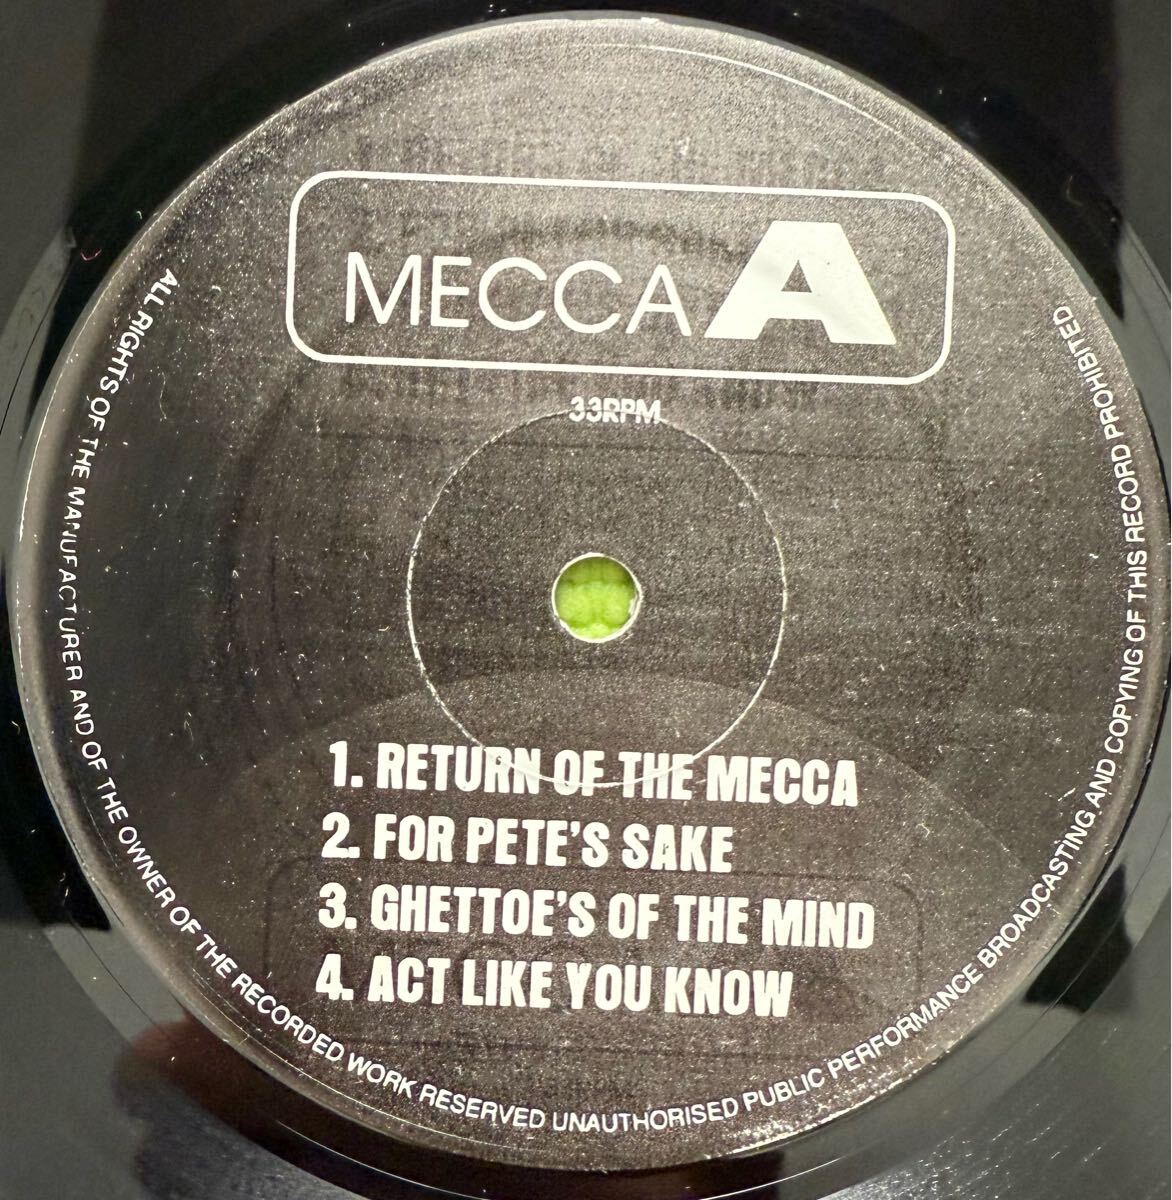 MECCA A
33RPM
1. RETURN OF THE MECCA
2. FOR PETE'S SAKE
3. GHETTOE'S OF THE MIND
4. ACT LIKE YOU KNOW
ALL RIGHTS OF THE MANUFACTURER AND OF THE OWNER OF THE RECORDED WORK RESERVED UNAUTHORISED PUBLIC PERFORMANCE BROADCASTING AND COPYING OF THIS RECORD PROHIBITED